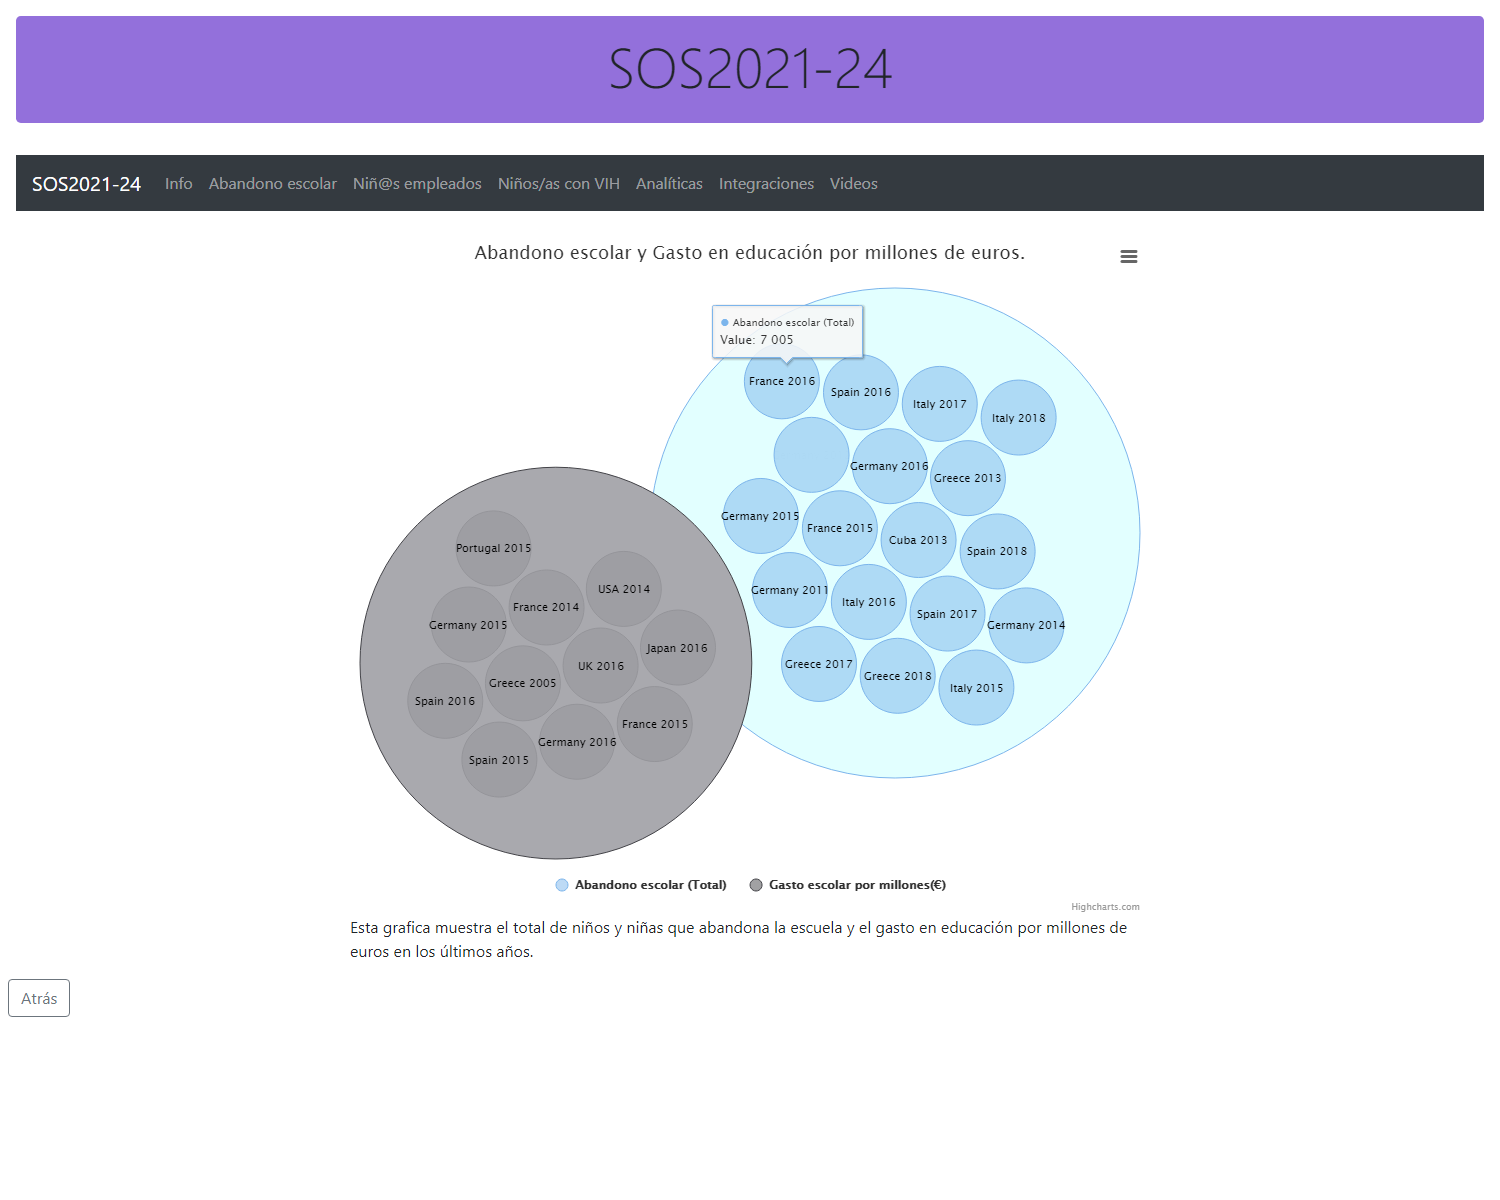 SOS2021-24
SOS2021-24 Info Abandono escolar Niñ@s empleados Niños/as con VIH Analíticas Integraciones Videos
Abandono escolar y Gasto en educación por millones de euros.
Abandono escolar (Total)
Value: 7 005
France 2016
Spain 2016
Italy 2017
Italy 2018
Germany 2016
Greece 2013
Germany 2015
France 2015
Cuba 2013
Spain 2018
Germany 2011
Italy 2016
Spain 2017
Germany 2014
Greece 2017
Greece 2018
Italy 2015
Portugal 2015
USA 2014
France 2014
Germany 2015
Japan 2016
UK 2016
Greece 2005
Spain 2016
France 2015
Germany 2016
Spain 2015
Abandono escolar (Total) Gasto escolar por millones(€)
Highcharts.com
Esta grafica muestra el total de niños y niñas que abandona la escuela y el gasto en educación por millones de
euros en los últimos años.
Atrás